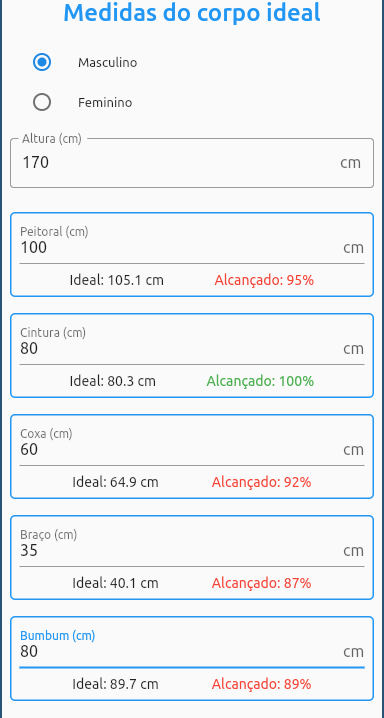 Medidas do corpo ideal
Masculino
Feminino
Altura (cm)
170 cm
Peitoral (cm)
100 cm
Ideal: 105.1 cm Alcançado: 95%
Cintura (cm)
80 cm
Ideal: 80.3 cm Alcançado: 100%
Coxa (cm)
60 cm
Ideal: 64.9 cm Alcançado: 92%
Braço (cm)
35 cm
Ideal: 40.1 cm Alcançado: 87%
Bumbum (cm)
80 cm
Ideal: 89.7 cm Alcançado: 89%